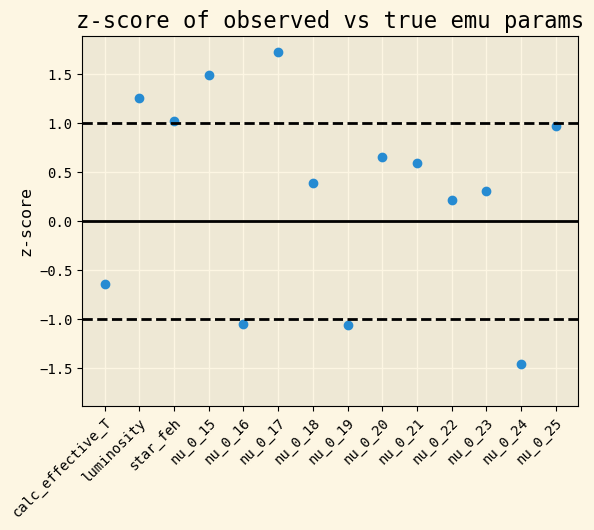 z-score of observed vs true emu params
z-score
1.5
1.0
0.5
0.0
−0.5
−1.0
−1.5
calc_effective_T
luminosity
star_feh
nu_0_15
nu_0_16
nu_0_17
nu_0_18
nu_0_19
nu_0_20
nu_0_21
nu_0_22
nu_0_23
nu_0_24
nu_0_25